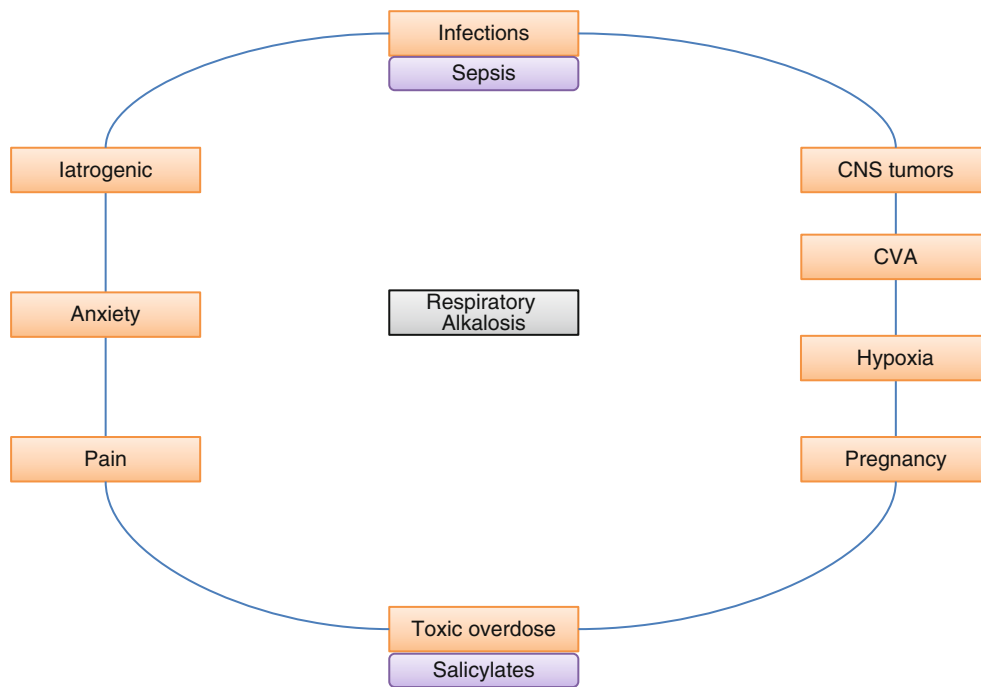 Infections
Sepsis
Iatrogenic
CNS tumors
CVA
Anxiety
Respiratory
Alkalosis
Hypoxia
Pain
Pregnancy
Toxic overdose
Salicylates